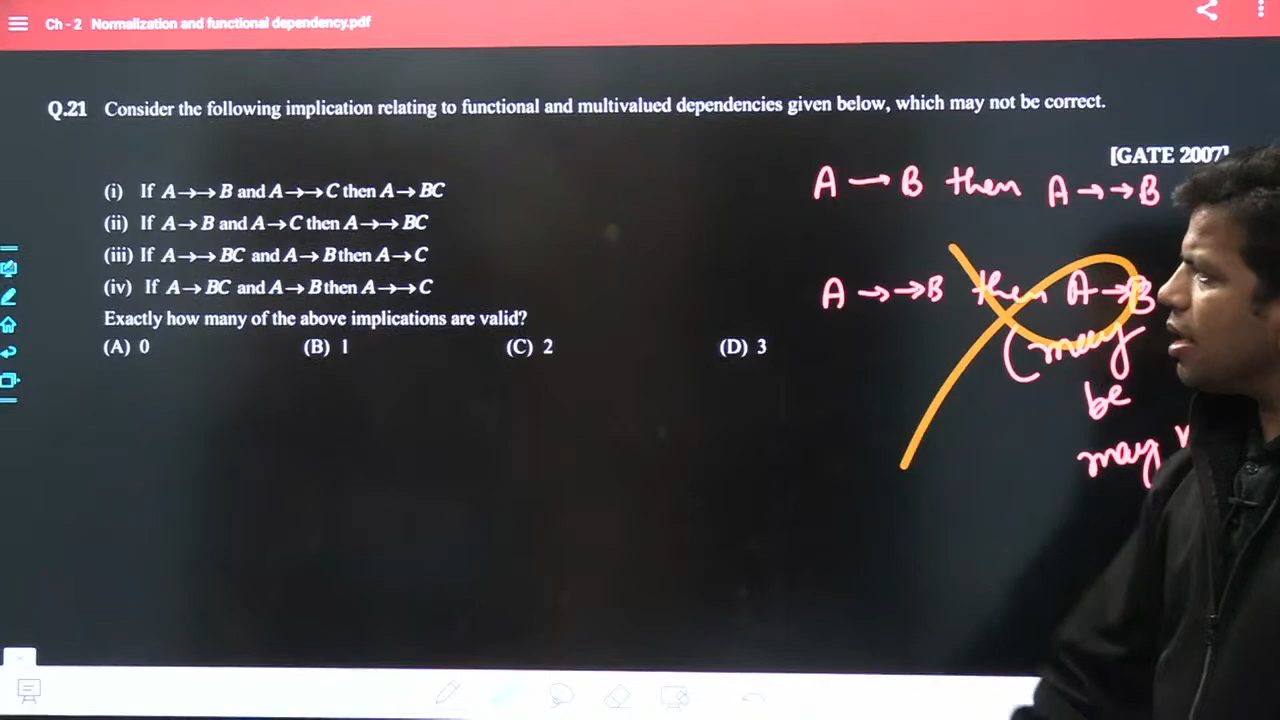 Ch - 2 Normalization and functional dependency.pdf
Q.21 Consider the following implication relating to functional and multivalued dependencies given below, which may not be correct.
[GATE 2007]
(i) If A→→B and A→→C then A→BC
(ii) If A→B and A→C then A→→BC
(iii) If A→→BC and A→B then A→C
(iv) If A→BC and A→B then A→→C
Exactly how many of the above implications are valid?
(A) 0 (B) 1 (C) 2 (D) 3
A → B then A →→ B
A →→ B then A → B
(may
be
may